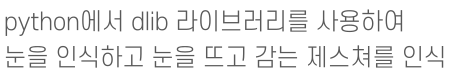 python에서 dlib 라이브러리를 사용하여
눈을 인식하고 눈을 뜨고 감는 제스쳐를 인식